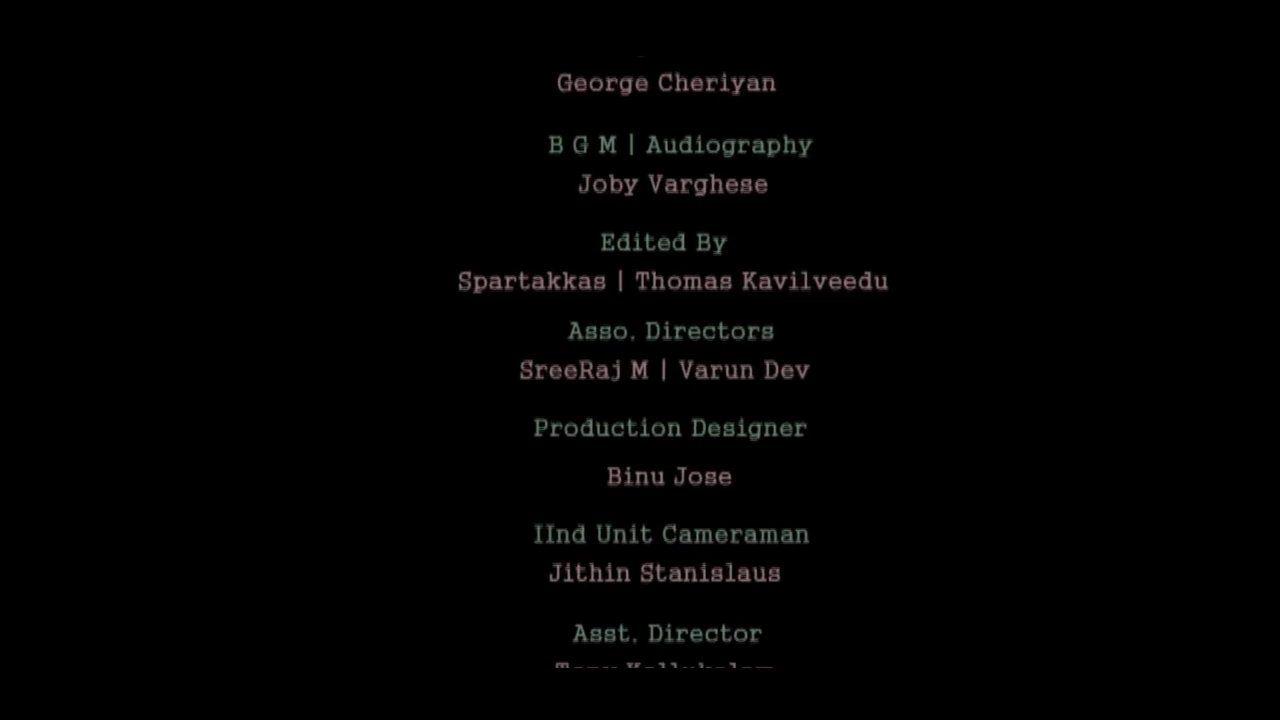 George Cheriyan
B G M | Audiography
Joby Varghese
Edited By
Spartakkas | Thomas Kavilveedu
Asso. Directors
SreeRaj M | Varun Dev
Production Designer
Binu Jose
IInd Unit Cameraman
Jithin Stanislaus
Asst. Director